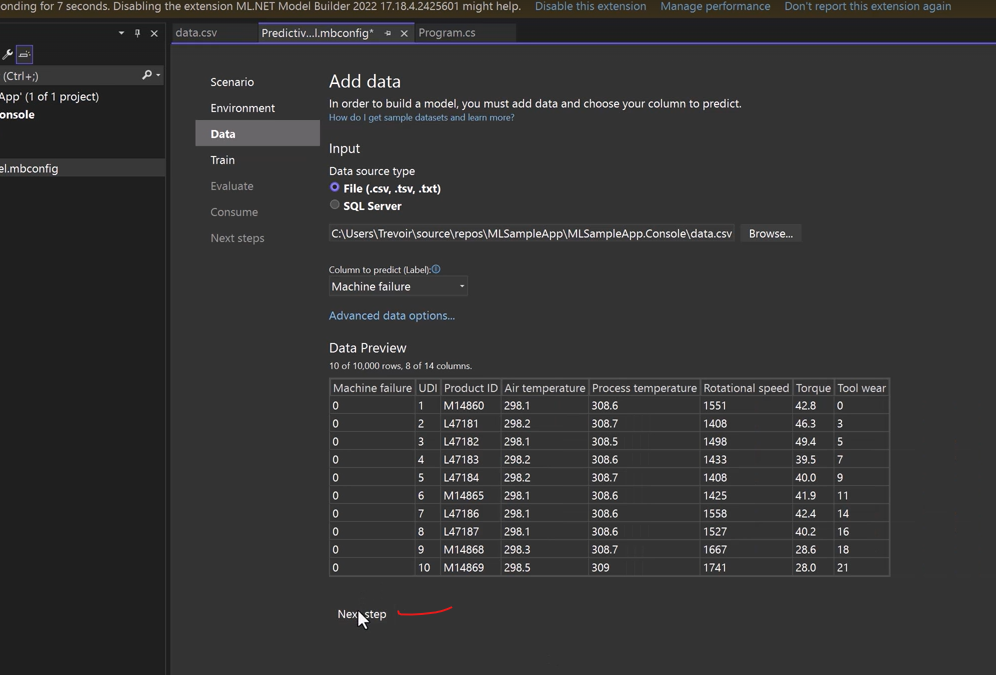 onding for 7 seconds. Disabling the extension ML.NET Model Builder 2022 17.18.4.2425601 might help. Disable this extension Manage performance Don't report this extension again
data.csv Predictiv...l.mbconfig* Program.cs
(Ctrl+;)
App' (1 of 1 project)
onsole
el.mbconfig
Scenario
Environment
Data
Train
Evaluate
Consume
Next steps
Add data
In order to build a model, you must add data and choose your column to predict.
How do I get sample datasets and learn more?
Input
Data source type
File (.csv, .tsv, .txt)
SQL Server
C:\Users\Trevoir\source\repos\MLSampleApp\MLSampleApp.Console\data.csv Browse...
Column to predict (Label):
Machine failure
Advanced data options...
Data Preview
10 of 10,000 rows, 8 of 14 columns.
Machine failure UDI Product ID Air temperature Process temperature Rotational speed Torque Tool wear
0 1 M14860 298.1 308.6 1551 42.8 0
0 2 L47181 298.2 308.7 1408 46.3 3
0 3 L47182 298.1 308.5 1498 49.4 5
0 4 L47183 298.2 308.6 1433 39.5 7
0 5 L47184 298.2 308.7 1408 40.0 9
0 6 M14865 298.1 308.6 1425 41.9 11
0 7 L47186 298.1 308.6 1558 42.4 14
0 8 L47187 298.1 308.6 1527 40.2 16
0 9 M14868 298.3 308.7 1667 28.6 18
0 10 M14869 298.5 309 1741 28.0 21
Next step